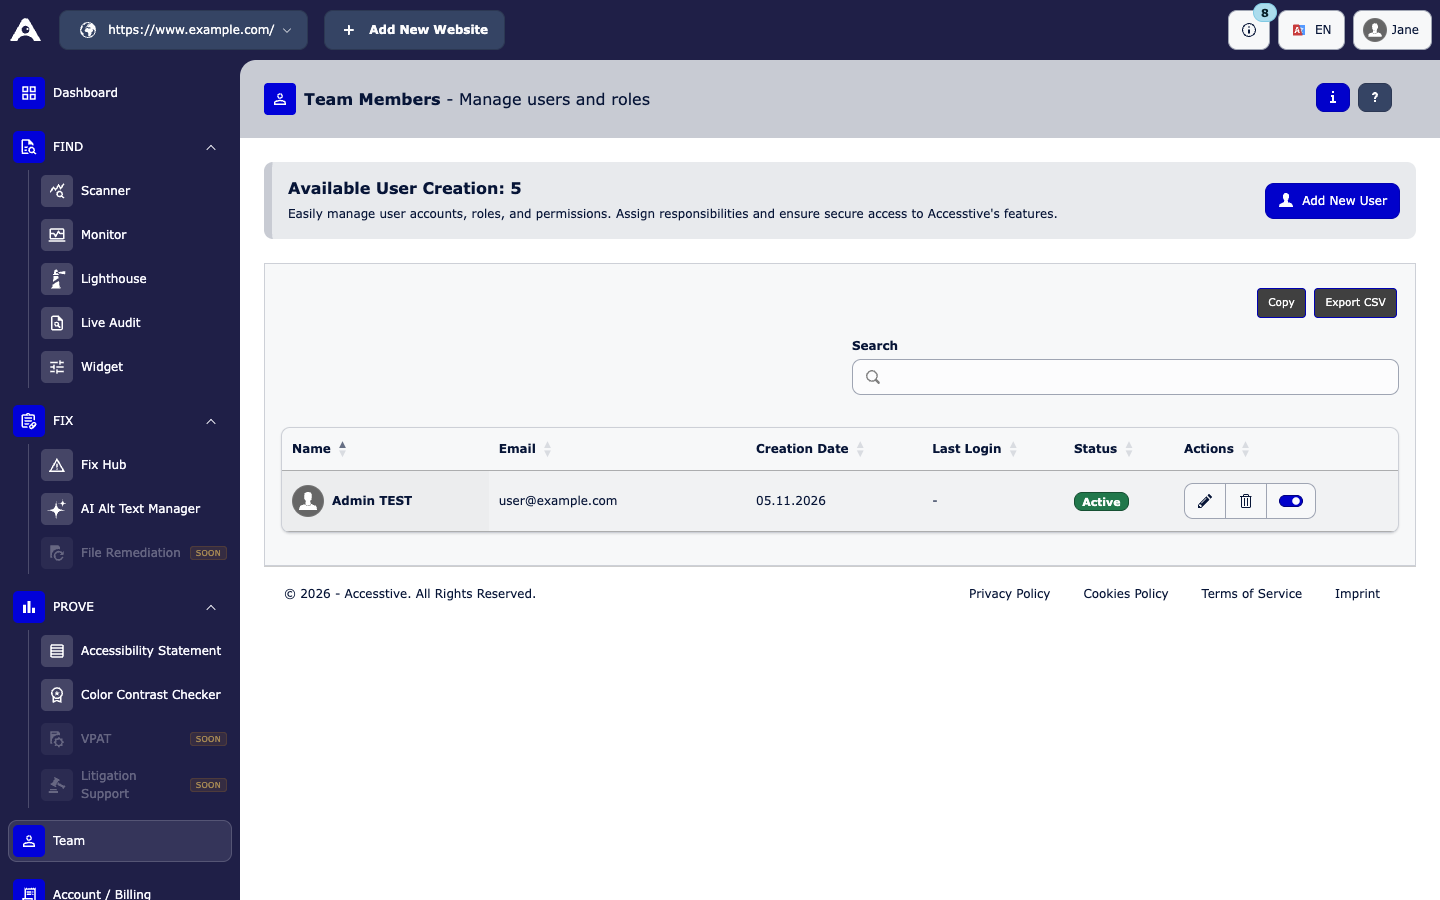 https://www.example.com/
Add New Website
8
EN
Jane
Dashboard
FIND
Scanner
Monitor
Lighthouse
Live Audit
Widget
FIX
Fix Hub
AI Alt Text Manager
File Remediation SOON
PROVE
Accessibility Statement
Color Contrast Checker
VPAT SOON
Litigation
Support
SOON
Team
Account / Billing
Team Members - Manage users and roles
i ?
Available User Creation: 5
Easily manage user accounts, roles, and permissions. Assign responsibilities and ensure secure access to Accesstive's features.
Add New User
Copy Export CSV
Search
Name Email Creation Date Last Login Status Actions
Admin TEST user@example.com 05.11.2026 - Active
© 2026 - Accesstive. All Rights Reserved.
Privacy Policy Cookies Policy Terms of Service Imprint